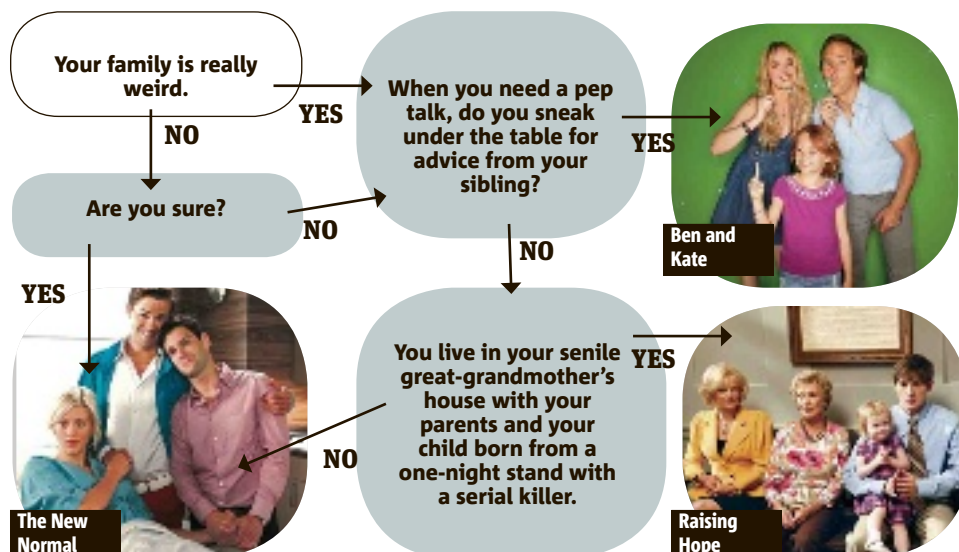 Your family is really
weird.
YES
NO
When you need a pep
talk, do you sneak
under the table for
advice from your
sibling?
YES
Ben and
Kate
Are you sure?
NO
YES
NO
You live in your senile
great-grandmother’s
house with your
parents and your
child born from a
one-night stand with
a serial killer.
YES
NO
The New
Normal
Raising
Hope